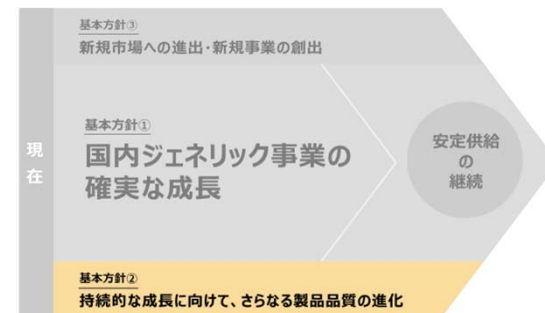 基本方針③
新規市場への進出・新規事業の創出
現在
基本方針①
国内ジェネリック事業の
確実な成長
安定供給
の
継続
基本方針②
持続的な成長に向けて、さらなる製品品質の進化